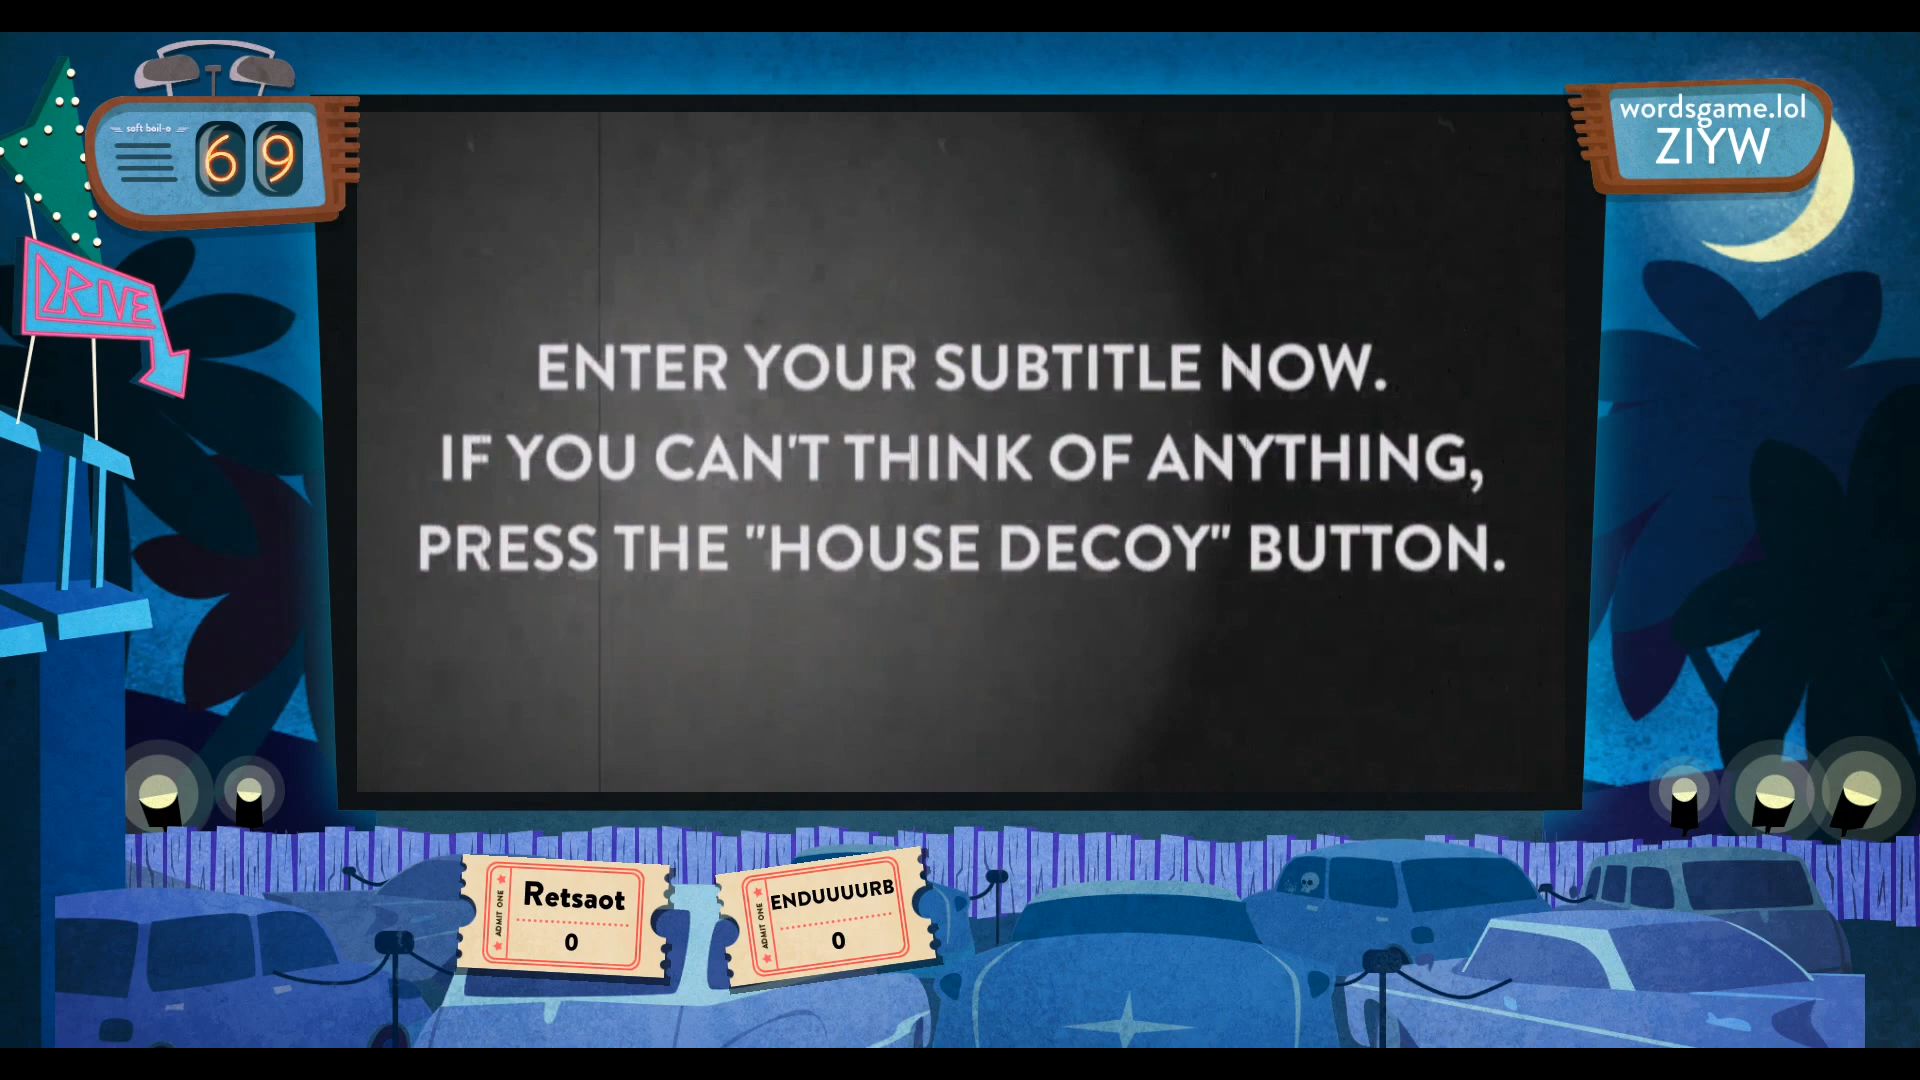 soft boil-o
69
wordsgame.lol
ZIYW
DRIVE
ENTER YOUR SUBTITLE NOW.
IF YOU CAN'T THINK OF ANYTHING,
PRESS THE "HOUSE DECOY" BUTTON.
ADMIT ONE
Retsaot
0
ADMIT ONE
ENDUUUURB
0